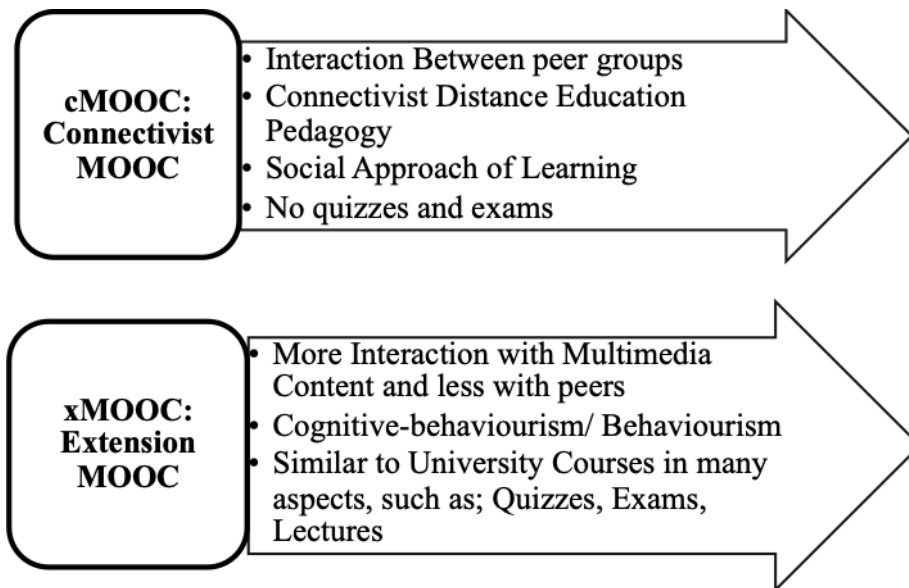 cMOOC:
Connectivist
MOOC
• Interaction Between peer groups
• Connectivist Distance Education
Pedagogy
• Social Approach of Learning
• No quizzes and exams
xMOOC:
Extension
MOOC
• More Interaction with Multimedia
Content and less with peers
• Cognitive-behaviourism/ Behaviourism
• Similar to University Courses in many
aspects, such as; Quizzes, Exams,
Lectures